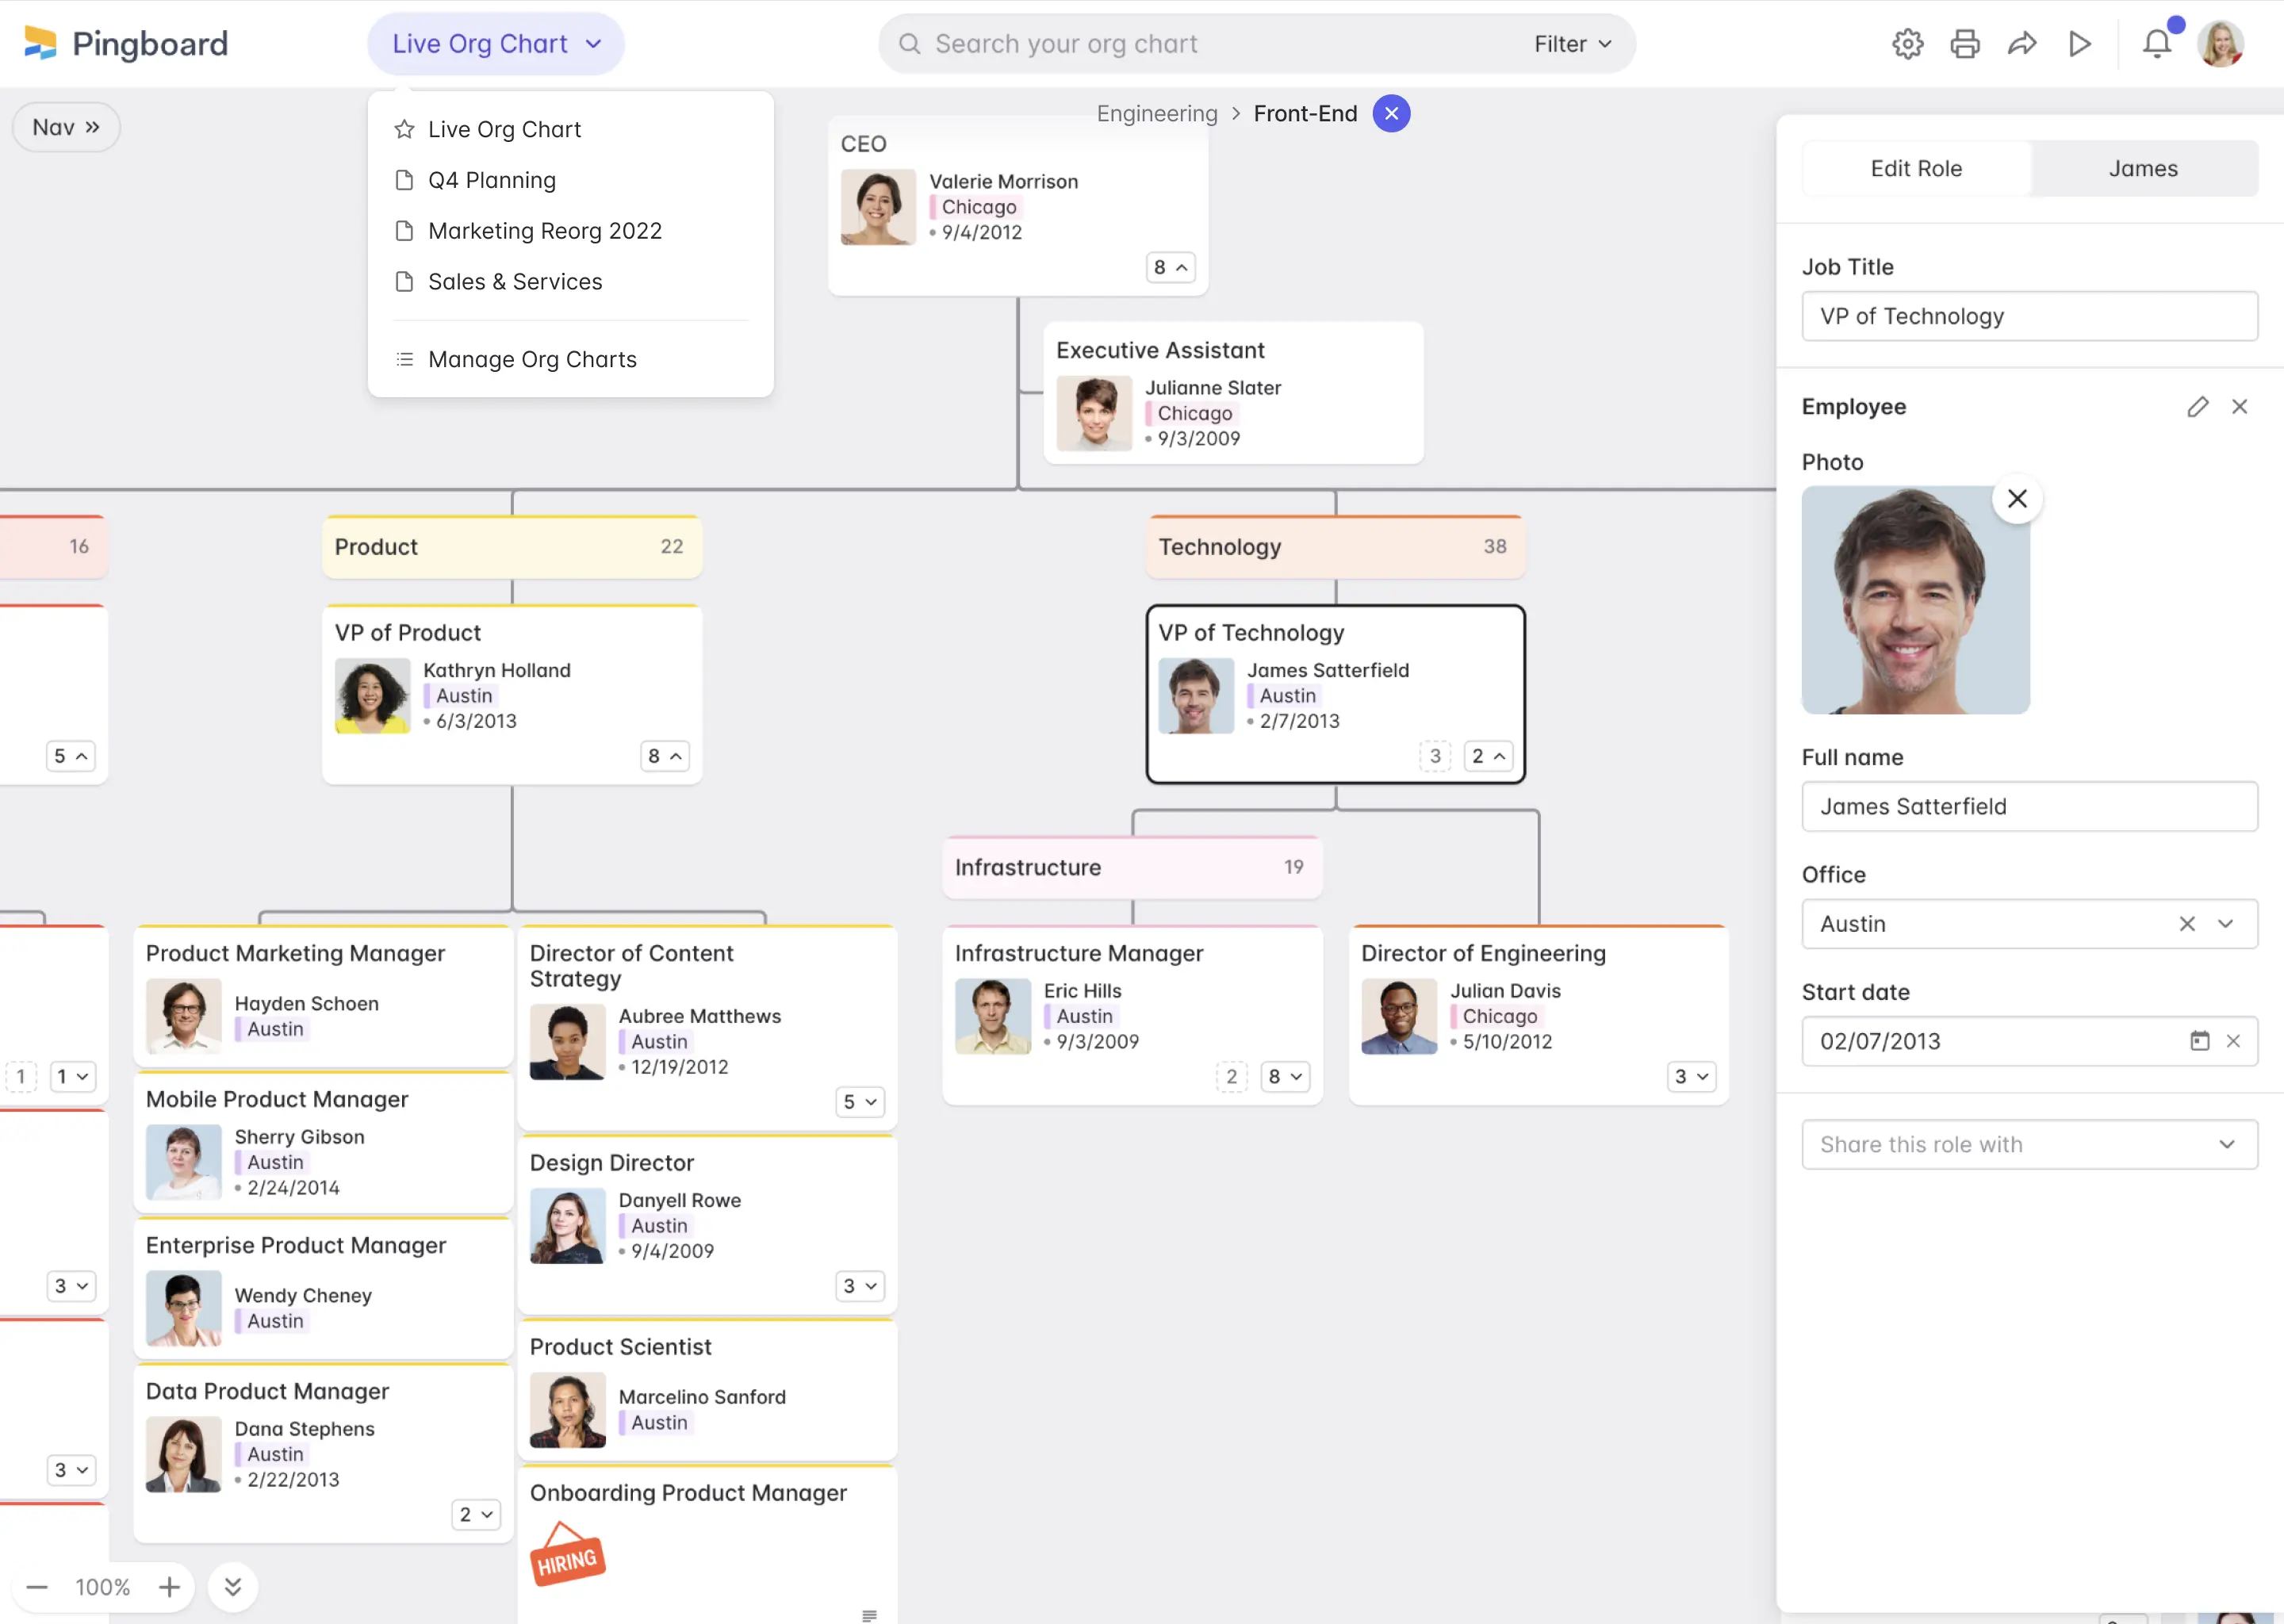 Pingboard
Live Org Chart
Search your org chart
Filter
Nav
Live Org Chart
Q4 Planning
Marketing Reorg 2022
Sales & Services
Manage Org Charts
Engineering > Front-End
CEO
Valerie Morrison
Chicago
• 9/4/2012
8
Executive Assistant
Julianne Slater
Chicago
• 9/3/2009
16
5
1 1
3
3
Product 22
VP of Product
Kathryn Holland
Austin
• 6/3/2013
8
Product Marketing Manager
Hayden Schoen
Austin
Mobile Product Manager
Sherry Gibson
Austin
• 2/24/2014
Enterprise Product Manager
Wendy Cheney
Austin
Data Product Manager
Dana Stephens
Austin
• 2/22/2013
2
Director of Content
Strategy
Aubree Matthews
Austin
• 12/19/2012
5
Design Director
Danyell Rowe
Austin
• 9/4/2009
3
Product Scientist
Marcelino Sanford
Austin
Onboarding Product Manager
HIRING
Technology 38
VP of Technology
James Satterfield
Austin
• 2/7/2013
3 2
Infrastructure 19
Infrastructure Manager
Eric Hills
Austin
• 9/3/2009
2 8
Director of Engineering
Julian Davis
Chicago
• 5/10/2012
3
100%
Edit Role
James
Job Title
VP of Technology
Employee
Photo
Full name
James Satterfield
Office
Austin
Start date
02/07/2013
Share this role with